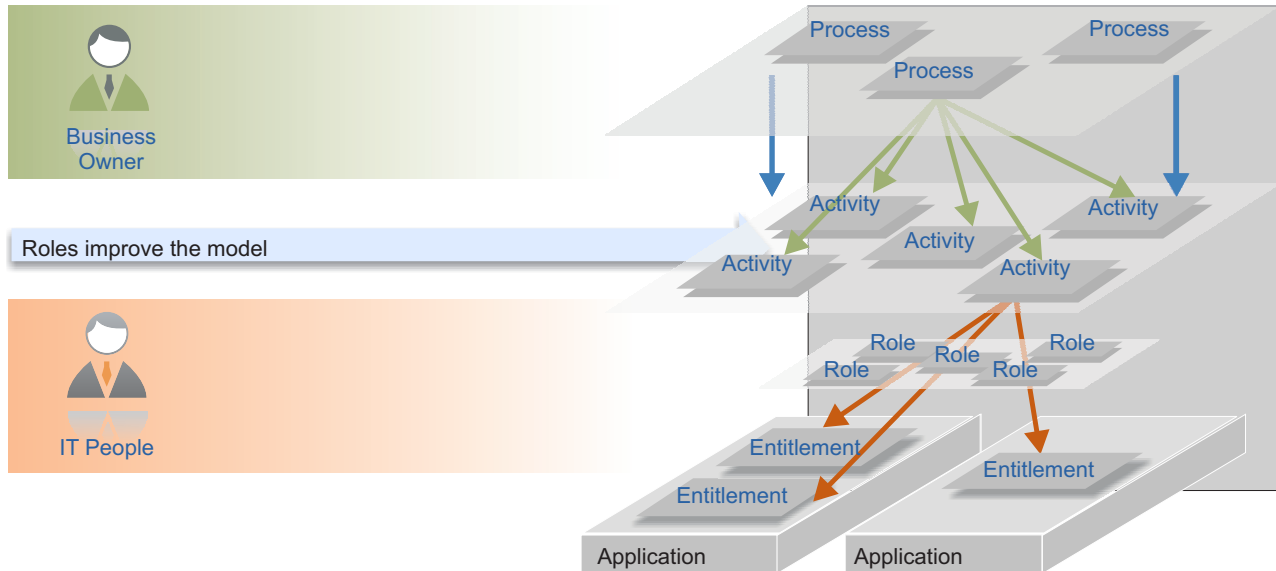 Business
Owner
Roles improve the model
IT People
Process
Process
Process
Activity
Activity
Activity
Activity
Activity
Role
Role
Role
Role
Role
Entitlement
Entitlement
Entitlement
Application
Application